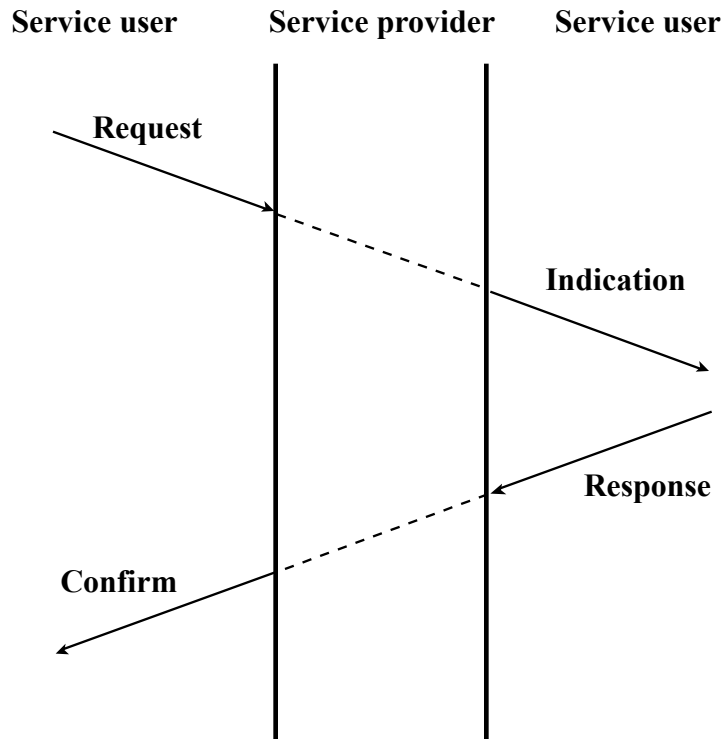 Service user Service provider Service user
Request
Indication
Response
Confirm